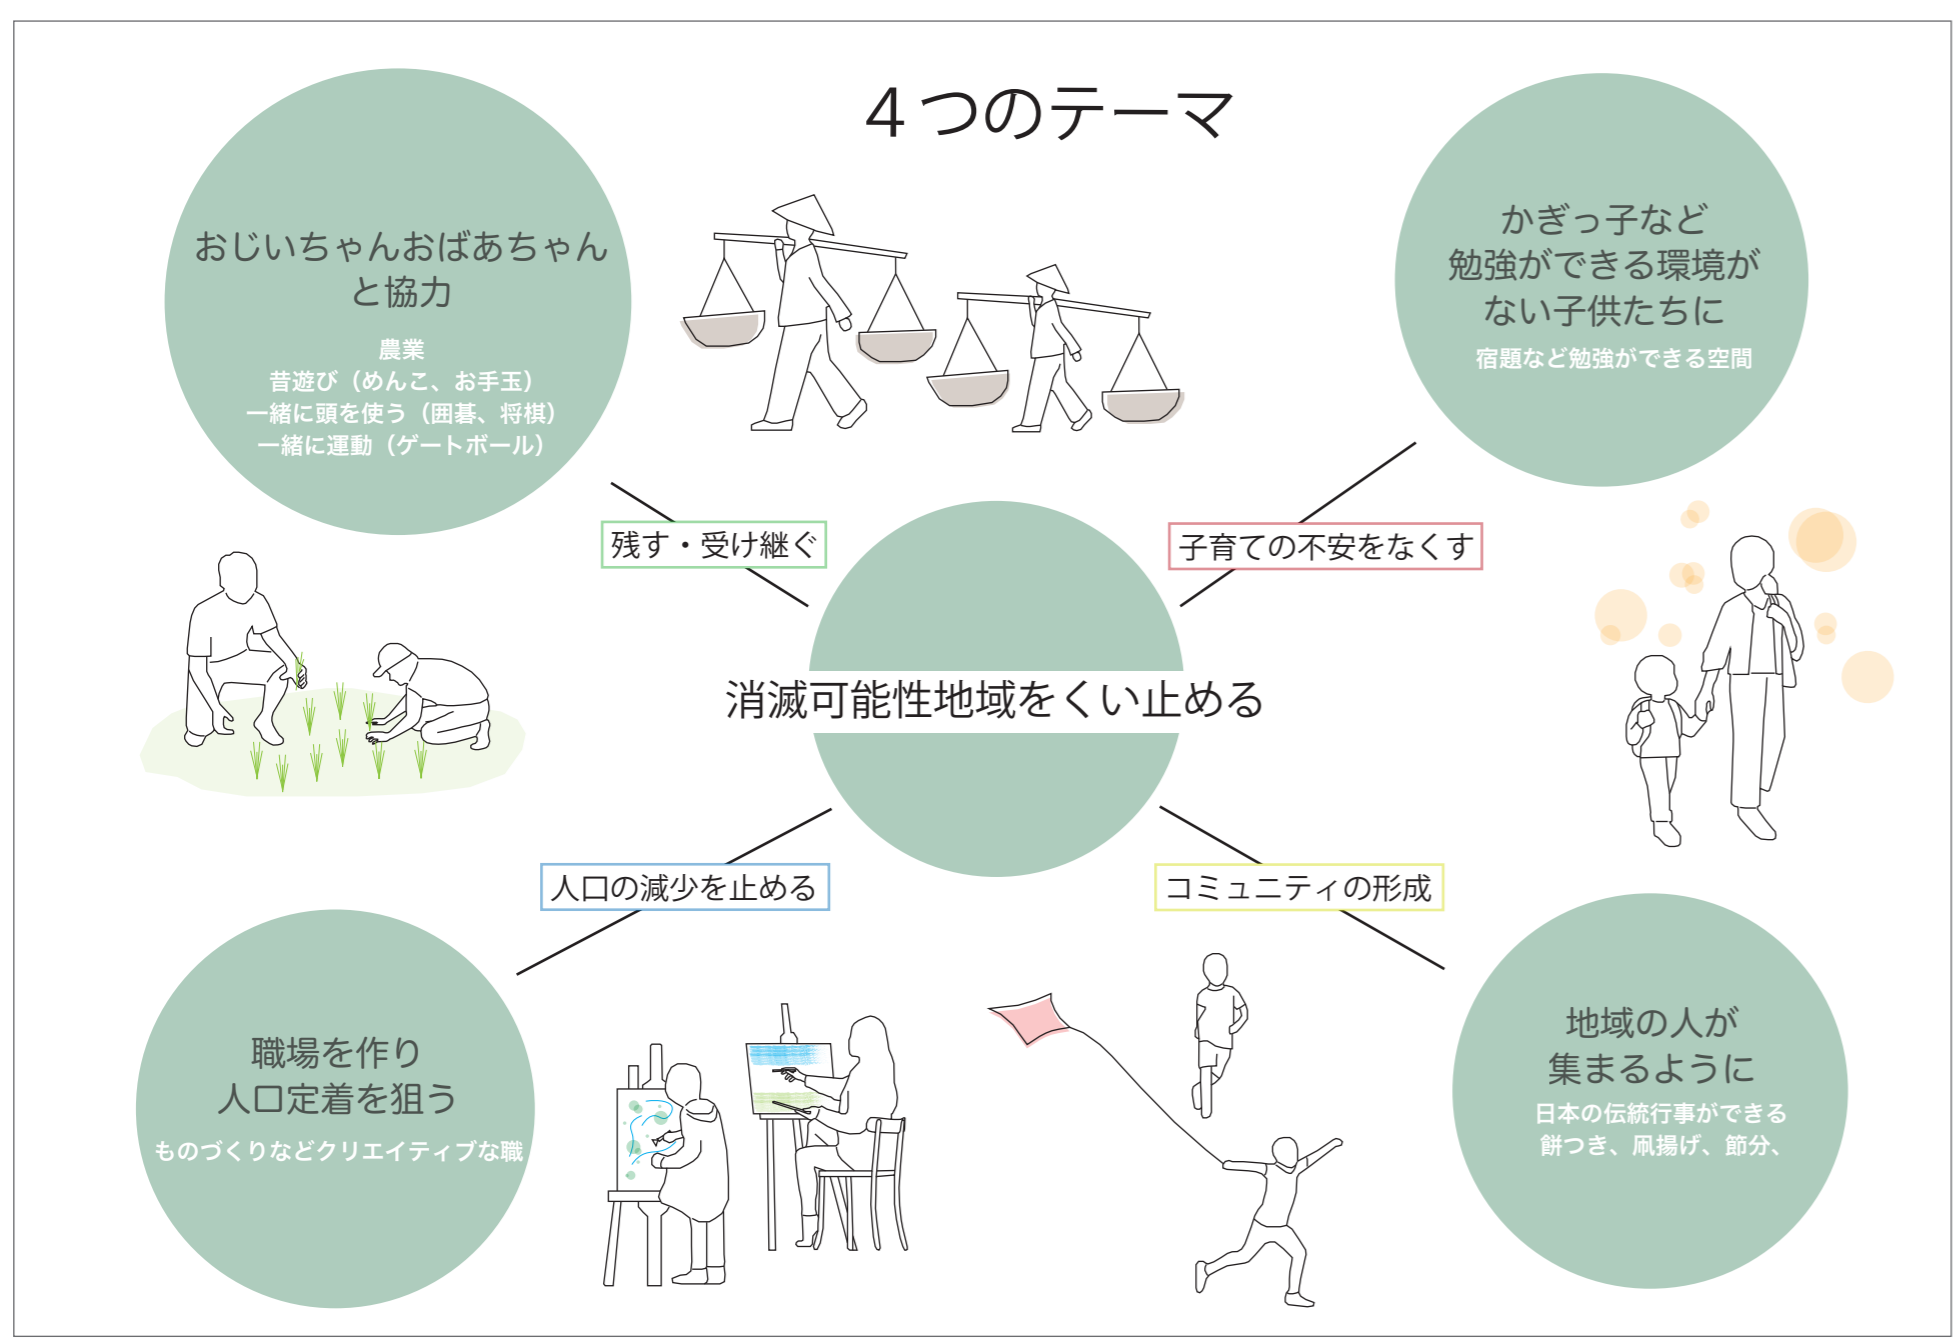 ４つのテーマ
おじいちゃんおばあちゃん
と協力
農業
昔遊び（めんこ、お手玉）
一緒に頭を使う（囲碁、将棋）
一緒に運動（ゲートボール）
かぎっ子など
勉強ができる環境が
ない子供たちに
宿題など勉強ができる空間
残す・受け継ぐ
子育ての不安をなくす
消滅可能性地域をくい止める
人口の減少を止める
コミュニティの形成
職場を作り
人口定着を狙う
ものづくりなどクリエイティブな職
地域の人が
集まるように
日本の伝統行事ができる
餅つき、凧揚げ、節分、